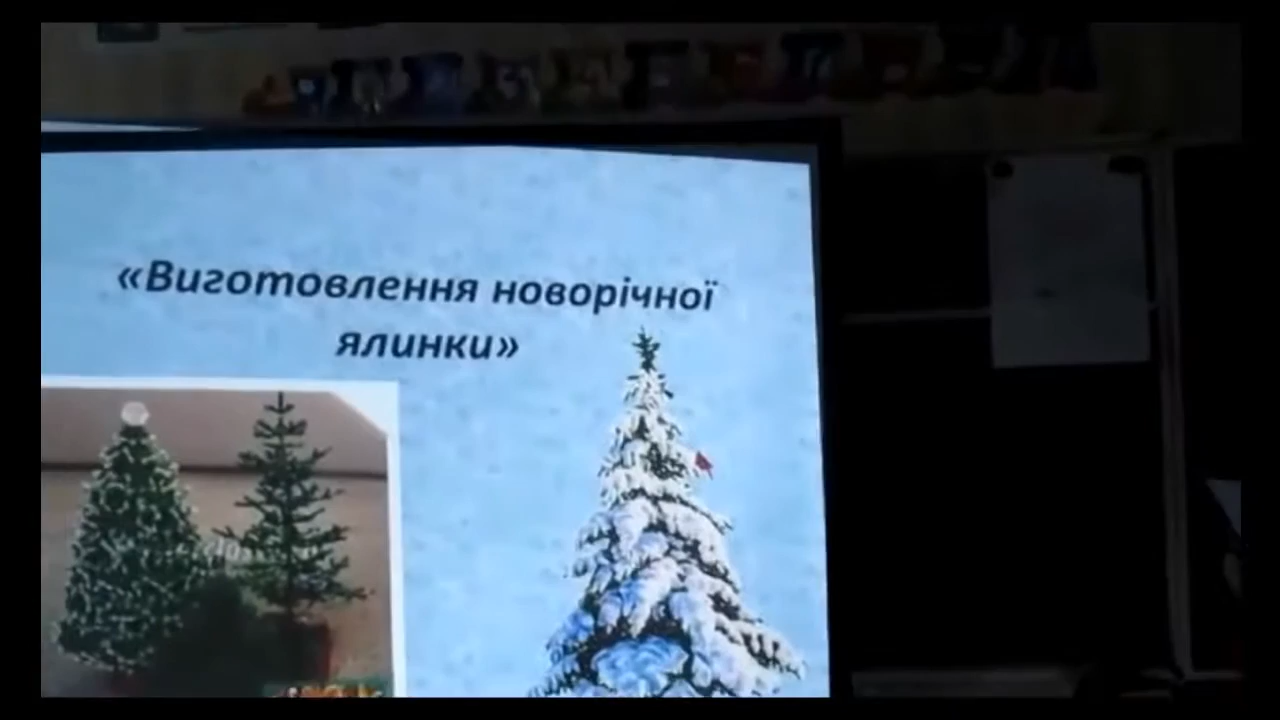 «Виготовлення новорічної
ялинки»